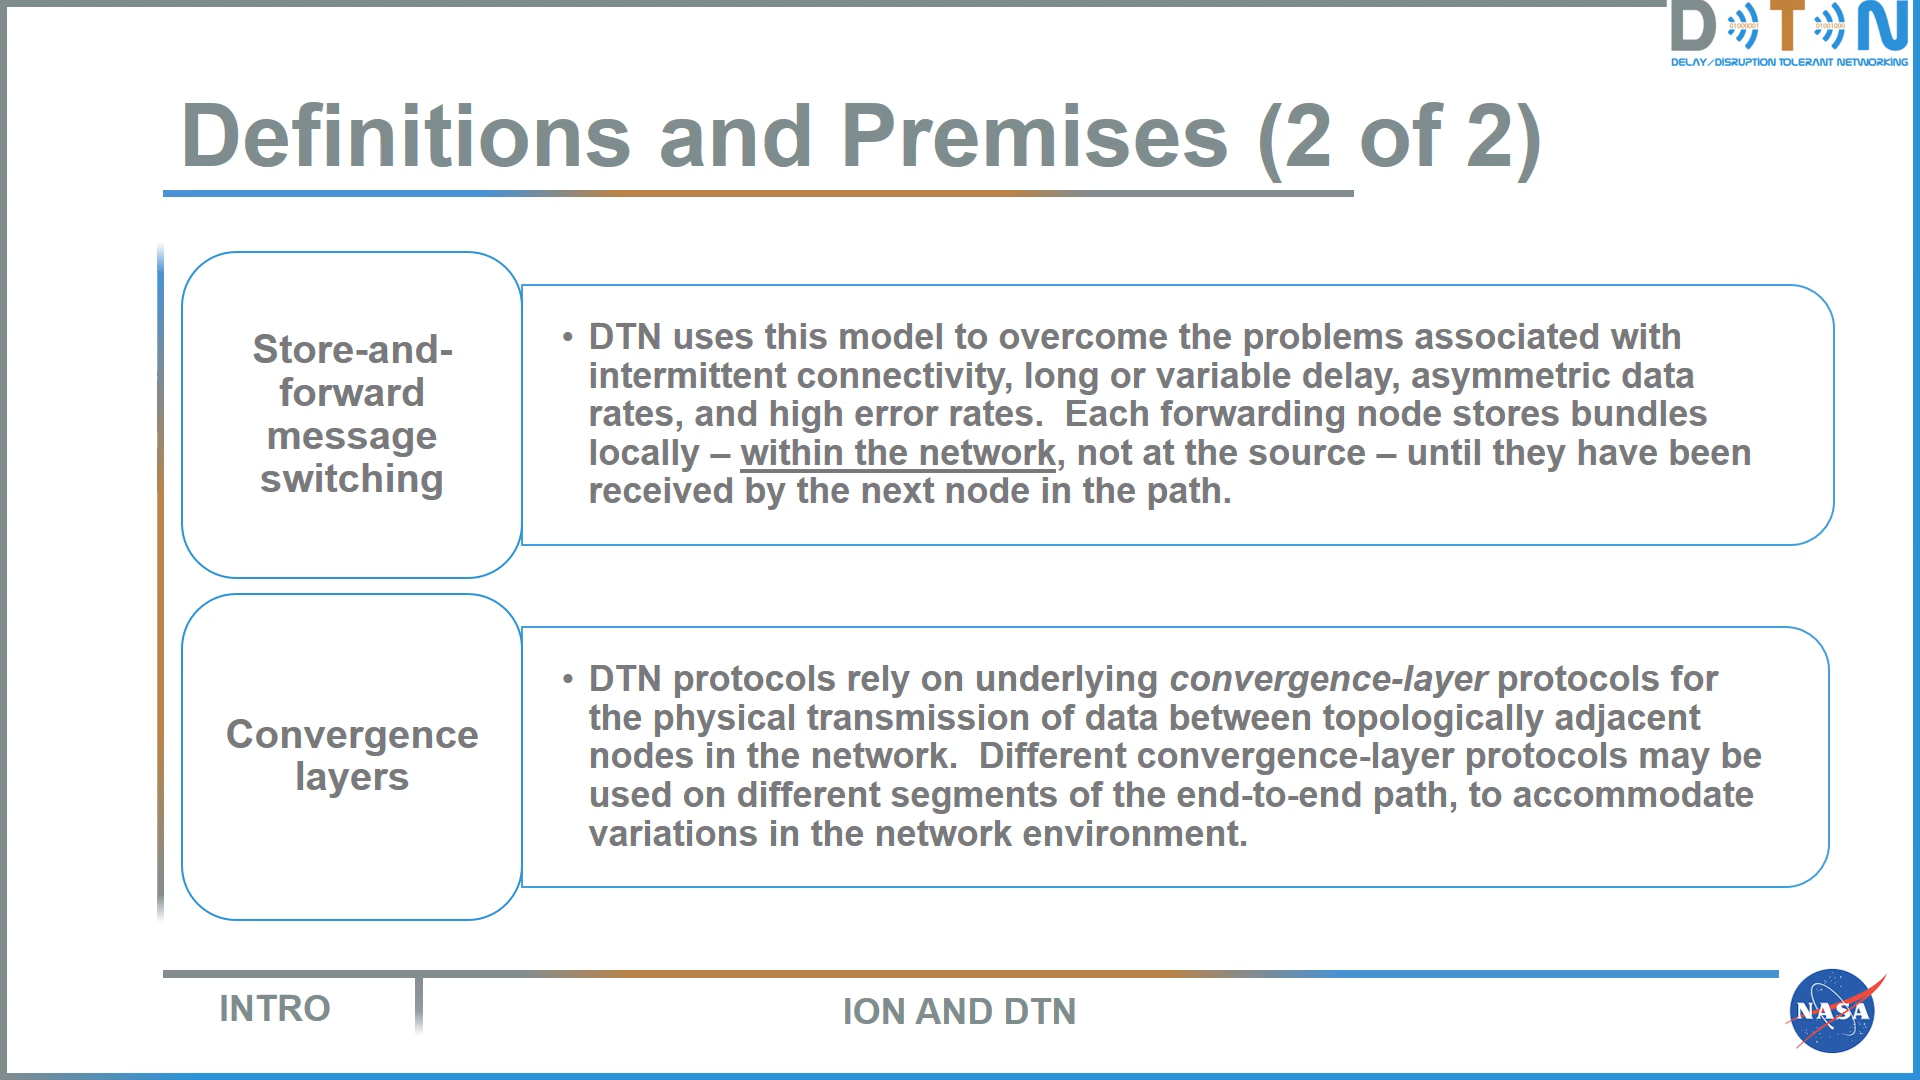 D T N
01000001
01001000
DELAY/DISRUPTION TOLERANT NETWORKING
Definitions and Premises (2 of 2)
Store-and-
forward
message
switching
• DTN uses this model to overcome the problems associated with
intermittent connectivity, long or variable delay, asymmetric data
rates, and high error rates.  Each forwarding node stores bundles
locally – within the network, not at the source – until they have been
received by the next node in the path.
Convergence
layers
• DTN protocols rely on underlying convergence-layer protocols for
the physical transmission of data between topologically adjacent
nodes in the network.  Different convergence-layer protocols may be
used on different segments of the end-to-end path, to accommodate
variations in the network environment.
INTRO
ION AND DTN
NASA